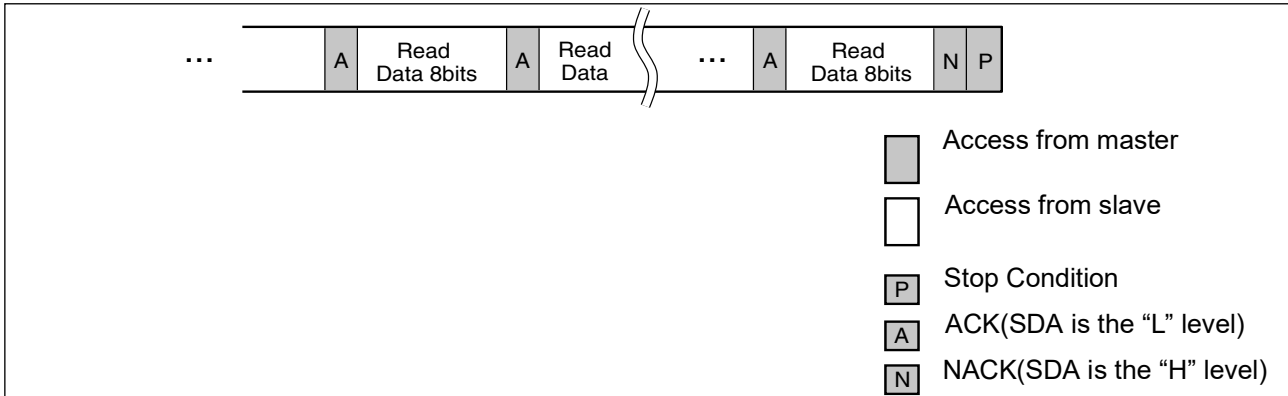 ... A Read Data 8bits A Read Data ... A Read Data 8bits N P
Access from master
Access from slave
P Stop Condition
A ACK(SDA is the “L” level)
N NACK(SDA is the “H” level)